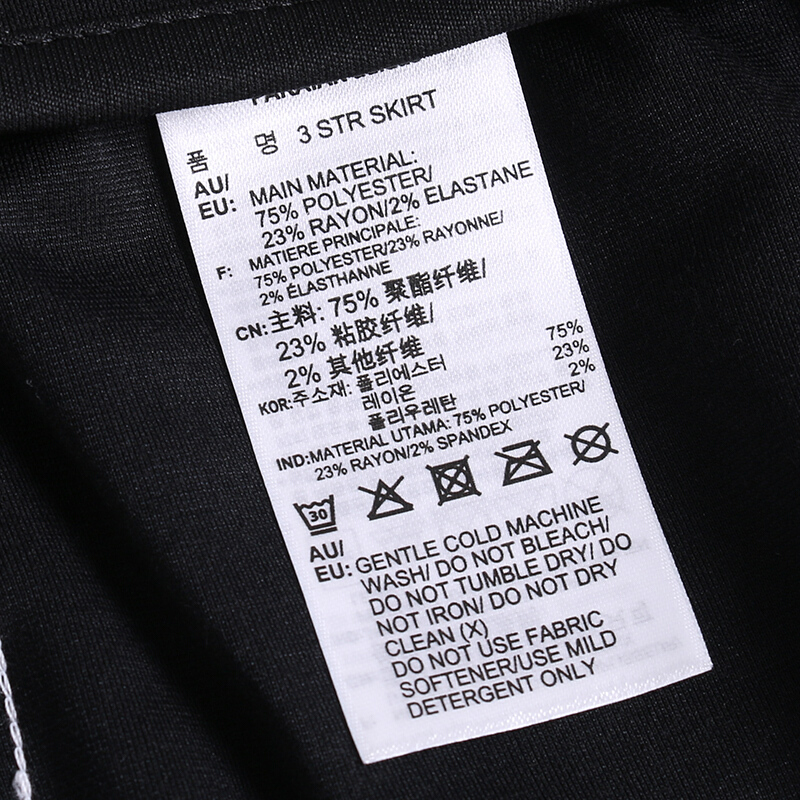 품 명 3 STR SKIRT
AU/
EU: MAIN MATERIAL:
75% POLYESTER/
23% RAYON/2% ELASTANE
F: MATIERE PRINCIPALE:
75% POLYESTER/23% RAYONNE/
2% ÉLASTHANNE
CN: 主料: 75% 聚酯纤维/
23% 粘胶纤维/
2% 其他纤维
KOR: 주소재: 폴리에스터 75%
레이온 23%
폴리우레탄 2%
IND: MATERIAL UTAMA: 75% POLYESTER/
23% RAYON/2% SPANDEX
30
AU/
EU: GENTLE COLD MACHINE
WASH/ DO NOT BLEACH/
DO NOT TUMBLE DRY/ DO
NOT IRON/ DO NOT DRY
CLEAN (X)
DO NOT USE FABRIC
SOFTENER/USE MILD
DETERGENT ONLY